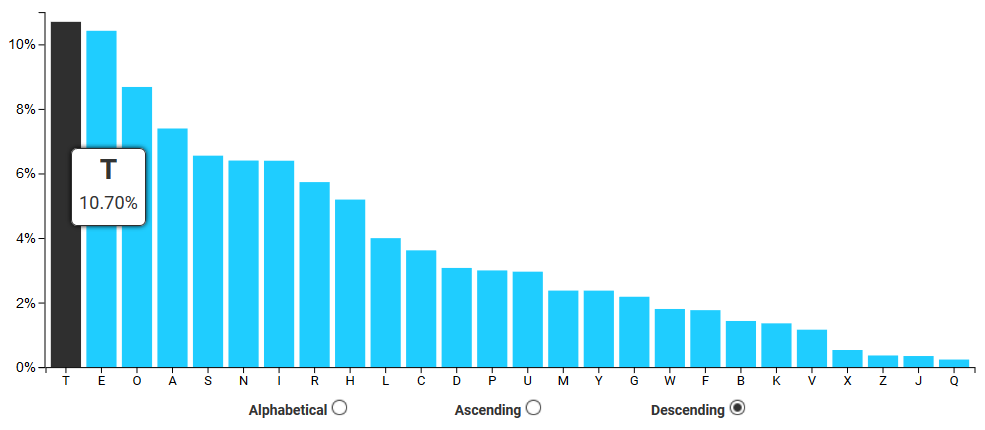 10%
8%
6%
4%
2%
0%
T
10.70%
T E O A S N I R H L C D P U M Y G W F B K V X Z J Q
Alphabetical Ascending Descending